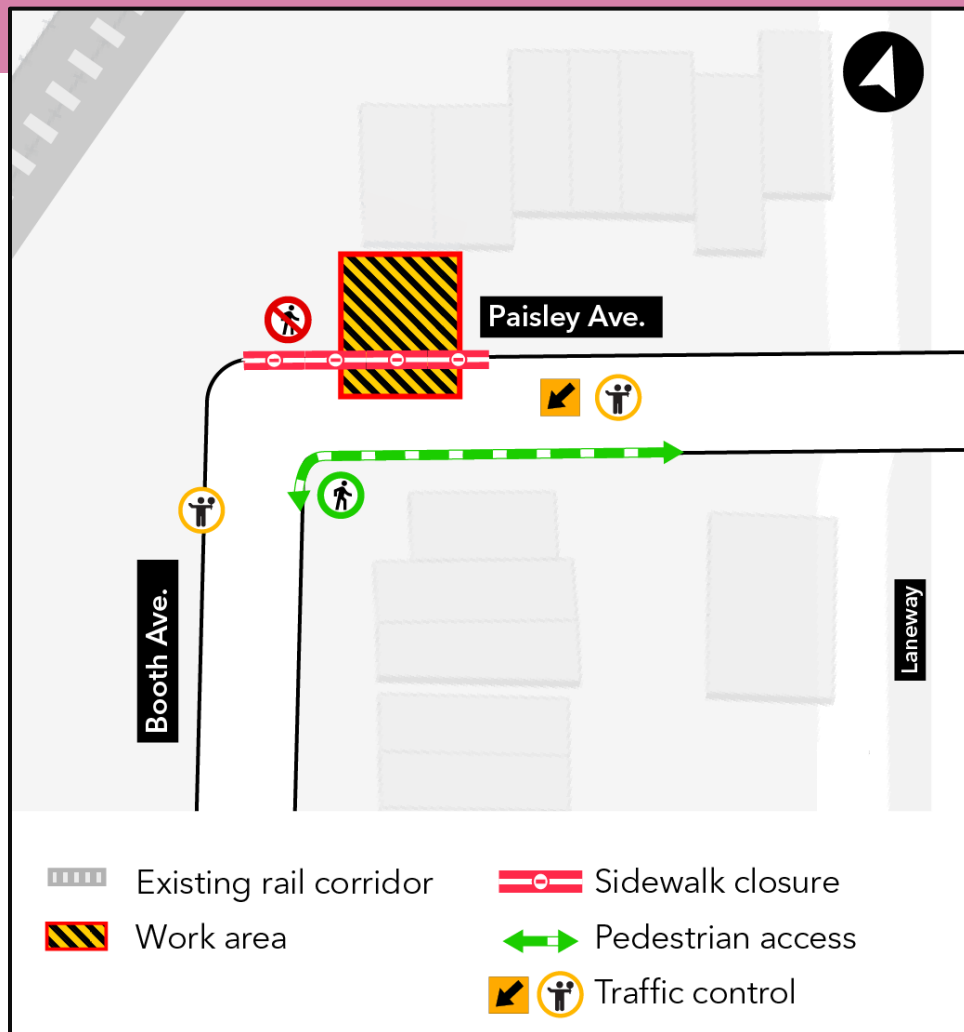 Paisley Ave.
Booth Ave.
Laneway
Existing rail corridor
Sidewalk closure
Work area
Pedestrian access
Traffic control